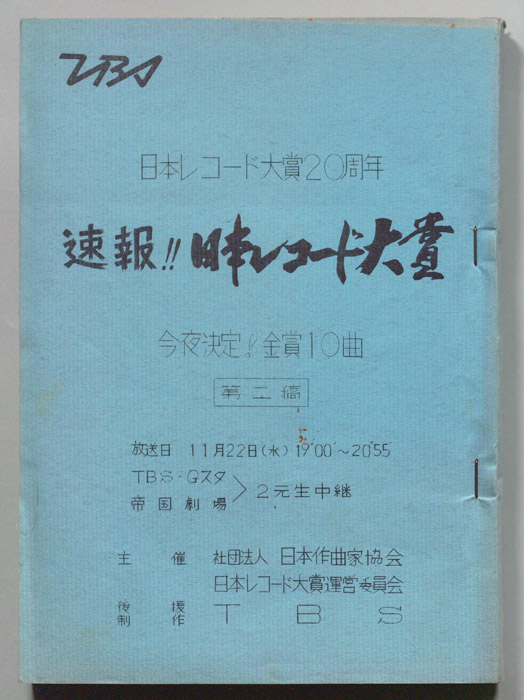 TBS
日本レコード大賞20周年
速報!!日本レコード大賞
今夜決定!!金賞10曲
第二稿
放送日 11月22日(水) 19'00"~20'55"
TBS・Gスタ
帝国劇場
> 2元生中継
主催 社団法人 日本作曲家協会
日本レコード大賞運営委員会
後援
制作
TBS